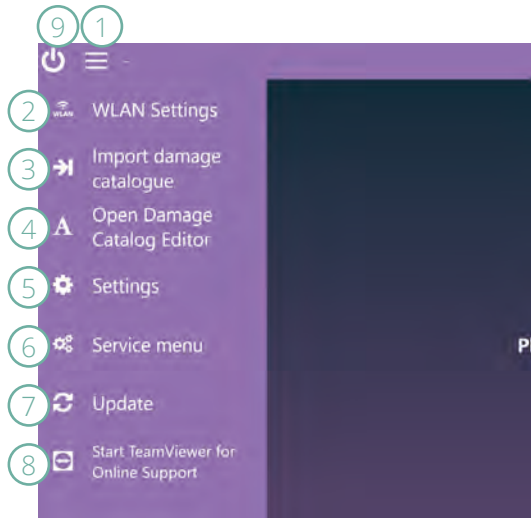 9 1
2 WLAN WLAN Settings
3 Import damage
catalogue
4 A Open Damage
Catalog Editor
5 Settings
6 Service menu
Pl
7 Update
8 Start TeamViewer for
Online Support